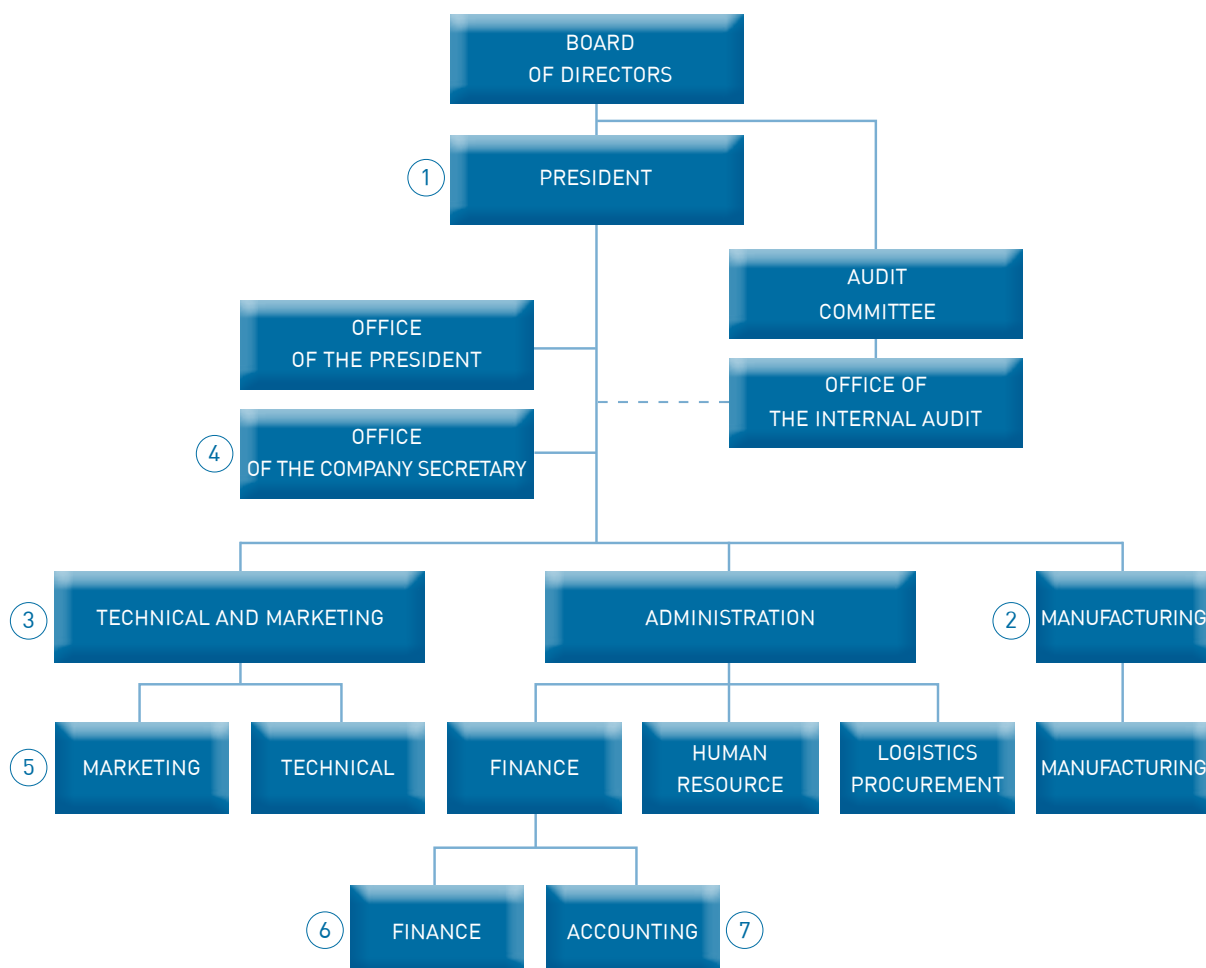 BOARD
OF DIRECTORS
1
PRESIDENT
AUDIT
COMMITTEE
OFFICE
OF THE PRESIDENT
OFFICE OF
THE INTERNAL AUDIT
4
OFFICE
OF THE COMPANY SECRETARY
3
TECHNICAL AND MARKETING
ADMINISTRATION
2
MANUFACTURING
5
MARKETING
TECHNICAL
FINANCE
HUMAN
RESOURCE
LOGISTICS
PROCUREMENT
MANUFACTURING
6
FINANCE
ACCOUNTING
7